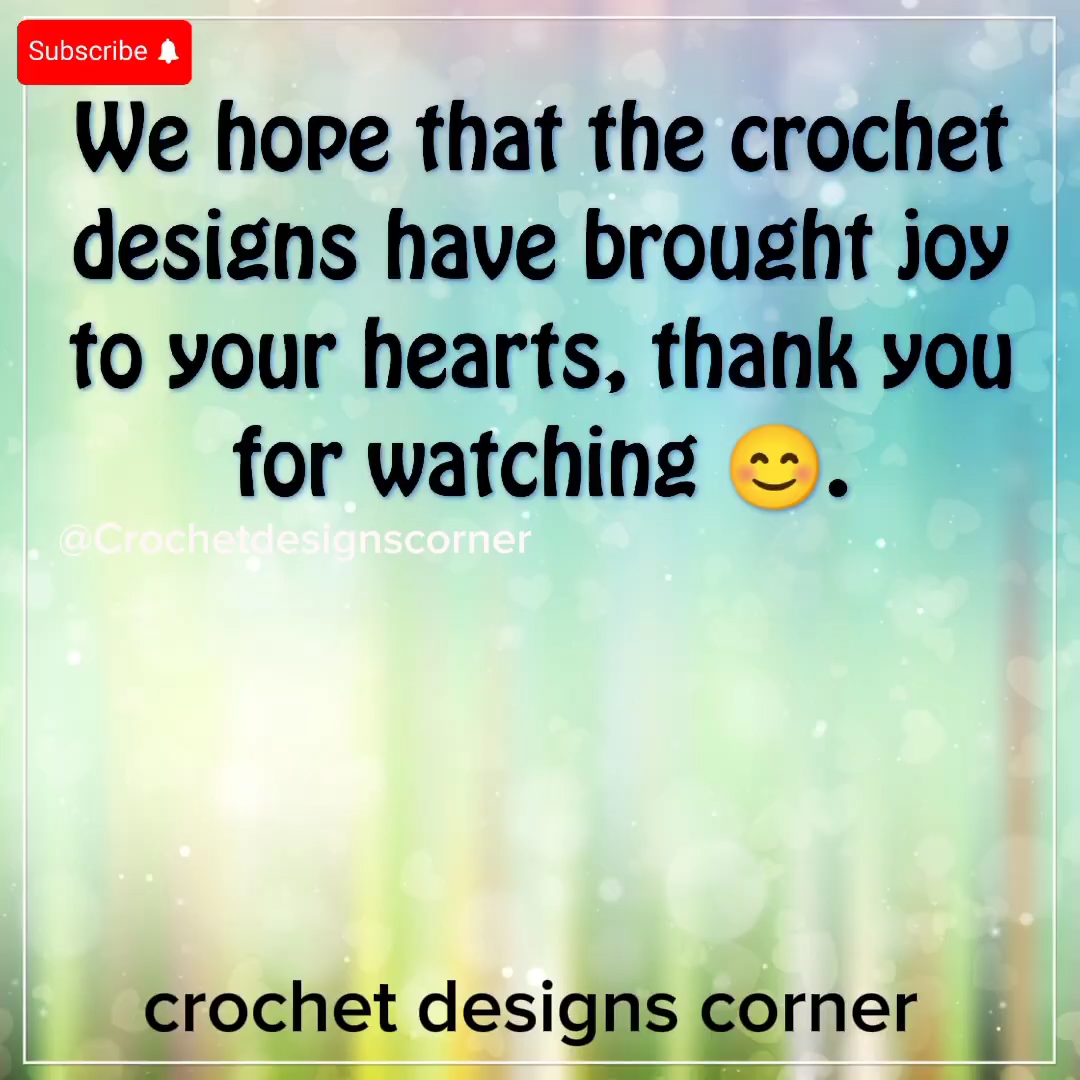 Subscribe
We hope that the crochet
designs have brought joy
to your hearts, thank you
for watching 😊.
@Crochetdesignscorner
crochet designs corner